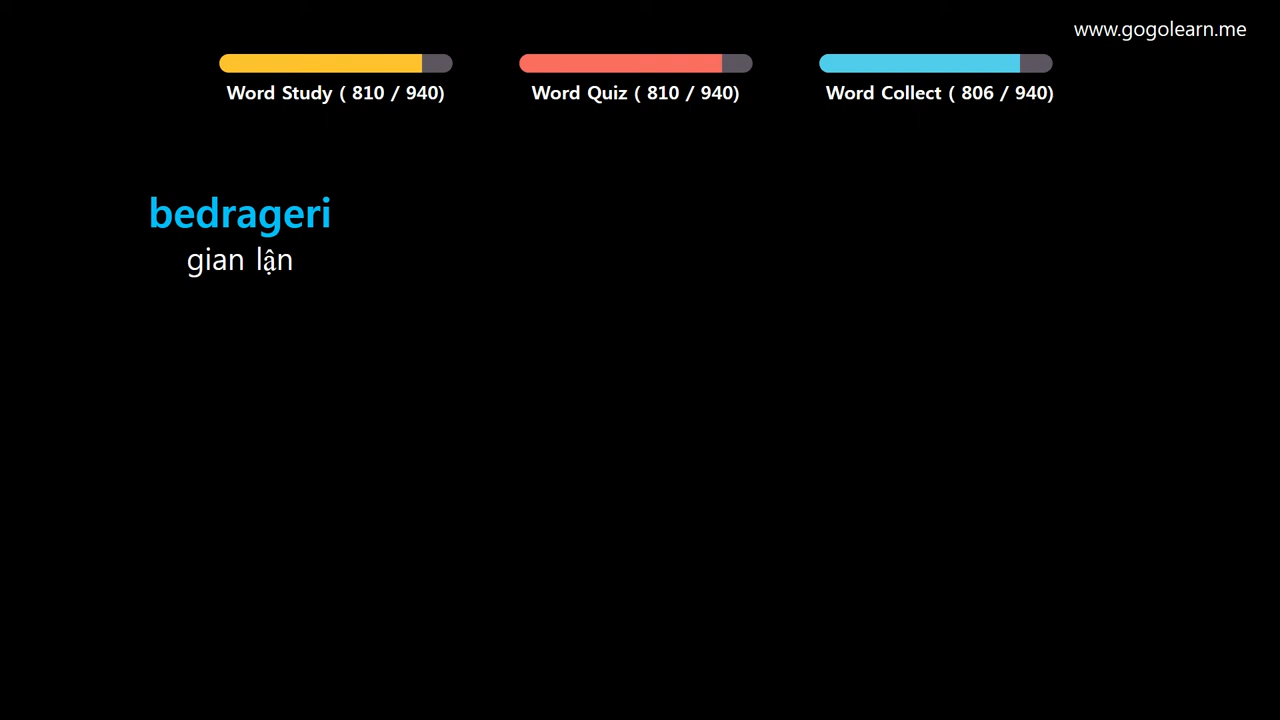 www.gogolearn.me
Word Study ( 810 / 940)
Word Quiz ( 810 / 940)
Word Collect ( 806 / 940)
bedrageri
gian lận